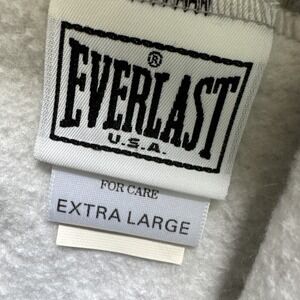 ®
EVERLAST
U.S.A.
FOR CARE
EXTRA LARGE